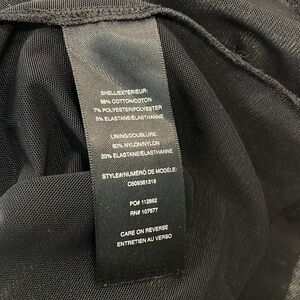 SHELL/EXTÉRIEUR:
88% COTTON/COTON
7% POLYESTER/POLYESTER
5% ELASTANE/ÉLASTHANNE
LINING/DOUBLURE:
80% NYLON/NYLON
20% ELASTANE/ÉLASTHANNE
STYLE#/NUMÉRO DE MODÈLE:
C509361318
PO# 112882
RN# 107677
CARE ON REVERSE
ENTRETIEN AU VERSO